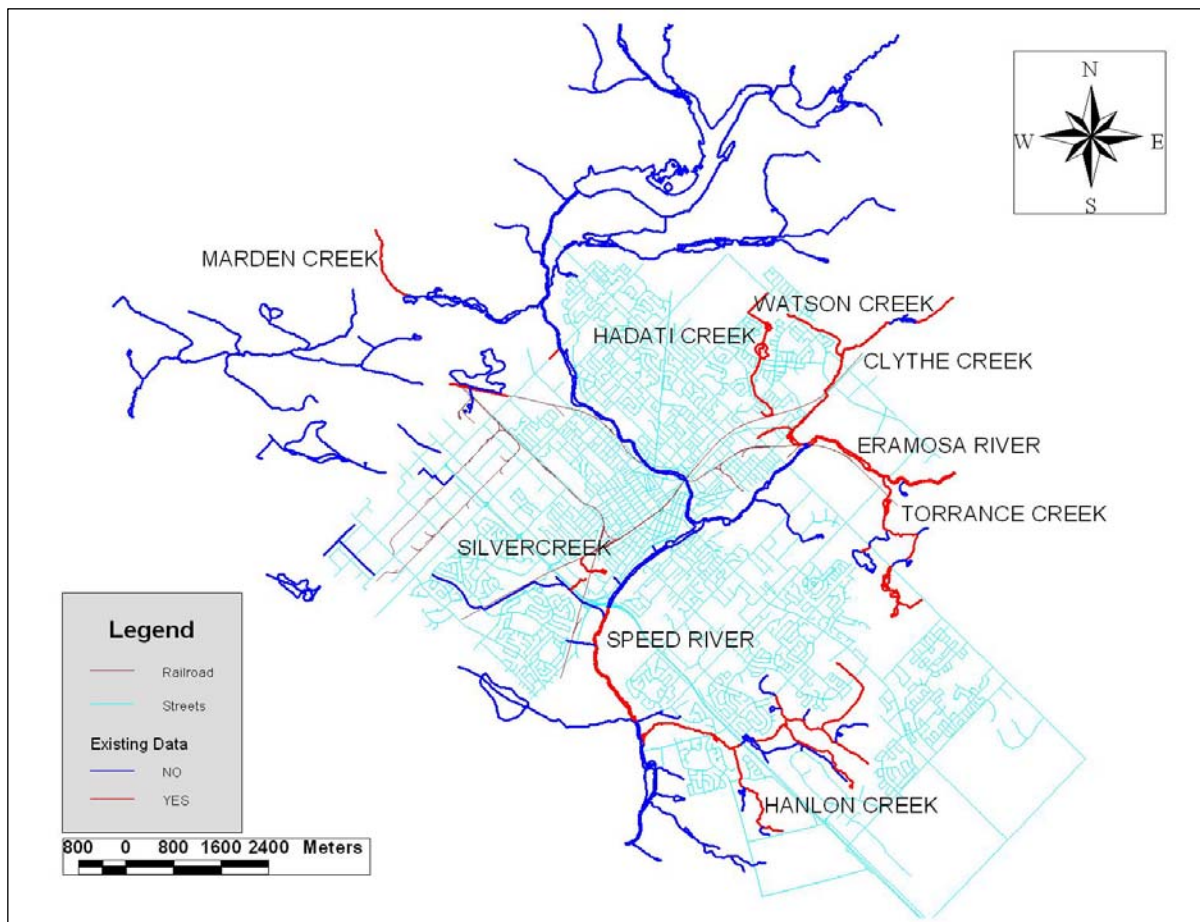 N
W E
S
MARDEN CREEK
WATSON CREEK
HADATI CREEK
CLYTHE CREEK
ERAMOSA RIVER
TORRANCE CREEK
SILVERCREEK
SPEED RIVER
HANLON CREEK
Legend
Railroad
Streets
Existing Data
NO
YES
800 0 800 1600 2400 Meters